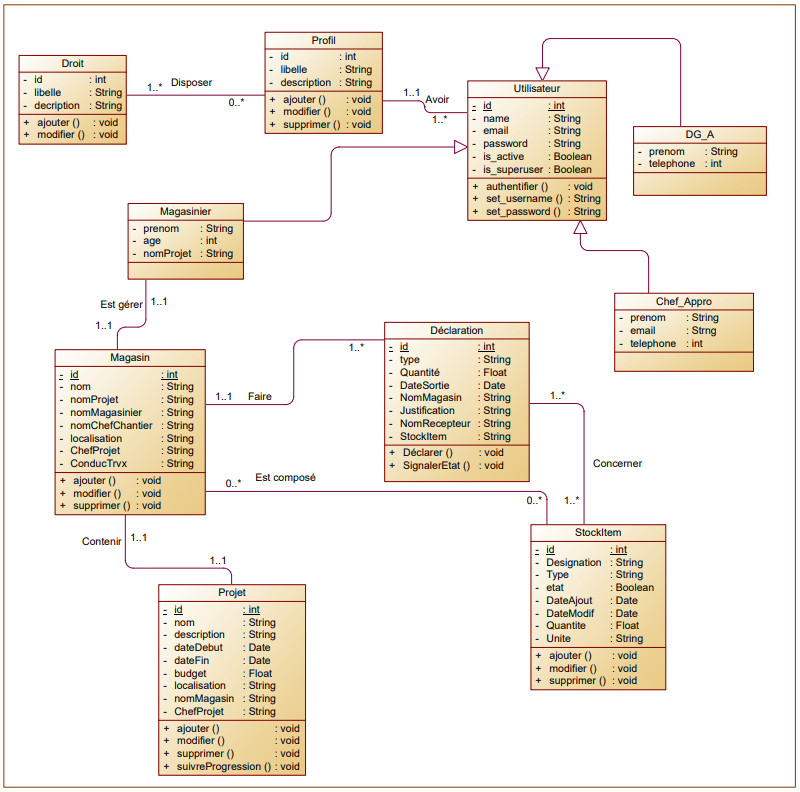 Droit
- id : int
- libelle : String
- decription : String
+ ajouter () : void
+ modifier () : void
1..*
Disposer
0..*
Profil
- id : int
- libelle : String
- description : String
+ ajouter () : void
+ modifier () : void
+ supprimer () : void
1..1
Avoir
1..*
Utilisateur
- id : int
- name : String
- email : String
- password : String
- is_active : Boolean
- is_superuser : Boolean
+ authentifier () : void
+ set_username () : String
+ set_password () : String
DG_A
- prenom : String
- telephone : int
Magasinier
- prenom : String
- age : int
- nomProjet : String
Est gérer
1..1
1..1
Chef_Appro
- prenom : String
- email : Strng
- telephone : int
Magasin
- id : int
- nom : String
- nomProjet : String
- nomMagasinier : String
- nomChefChantier : String
- localisation : String
- ChefProjet : String
- ConducTrvx : String
+ ajouter () : void
+ modifier () : void
+ supprimer () : void
1..1
Faire
1..*
Déclaration
- id : int
- type : String
- Quantité : Float
- DateSortie : Date
- NomMagasin : String
- Justification : String
- NomRecepteur : String
- StockItem : String
+ Déclarer () : void
+ SignalerEtat () : void
1..*
Concerner
1..*
0..*
Est composé
0..*
StockItem
- id : int
- Designation : String
- Type : String
- etat : Boolean
- DateAjout : Date
- DateModif : Date
- Quantite : Float
- Unite : String
+ ajouter () : void
+ modifier () : void
+ supprimer () : void
Contenir
1..1
1..1
Projet
- id : int
- nom : String
- description : String
- dateDebut : Date
- dateFin : Date
- budget : Float
- localisation : String
- nomMagasin : String
- ChefProjet : String
+ ajouter () : void
+ modifier () : void
+ supprimer () : void
+ suivreProgression () : void